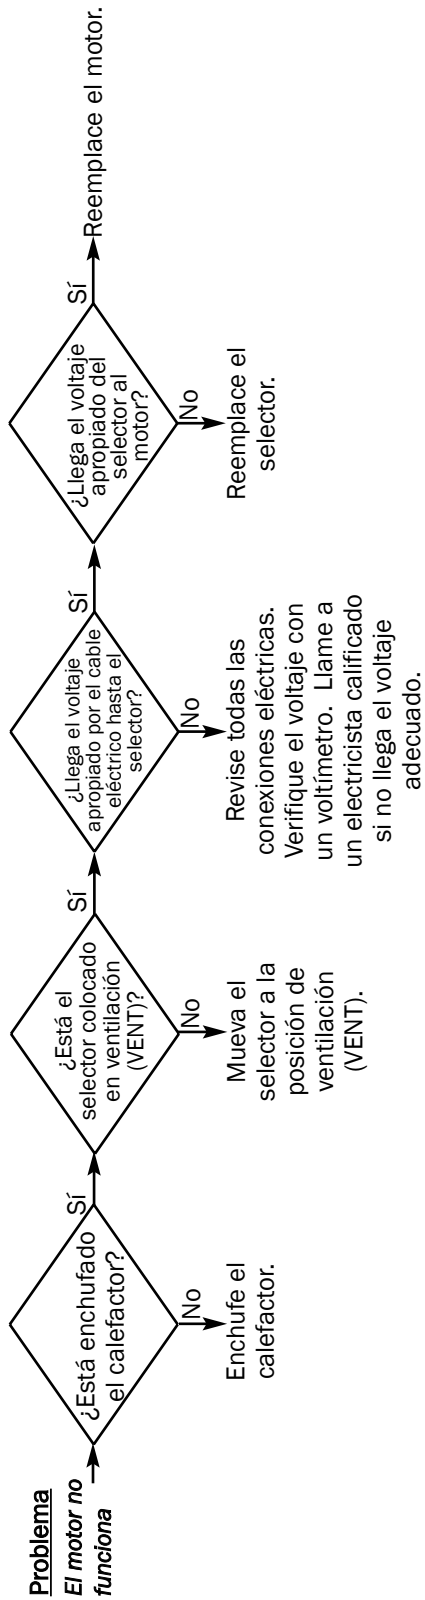 Problema
El motor no
funciona
¿Está enchufado
el calefactor?
Sí
No
Enchufe el
calefactor.
¿Está el
selector colocado
en ventilación
(VENT)?
Sí
No
Mueva el
selector a la
posición de
ventilación
(VENT).
¿Llega el voltaje
apropiado por el cable
eléctrico hasta el
selector?
Sí
No
Revise todas las
conexiones eléctricas.
Verifique el voltaje con
un voltímetro. Llame a
un electricista calificado
si no llega el voltaje
adecuado.
¿Llega el voltaje
apropiado del
selector al
motor?
Sí
No
Reemplace el
selector.
Reemplace el motor.